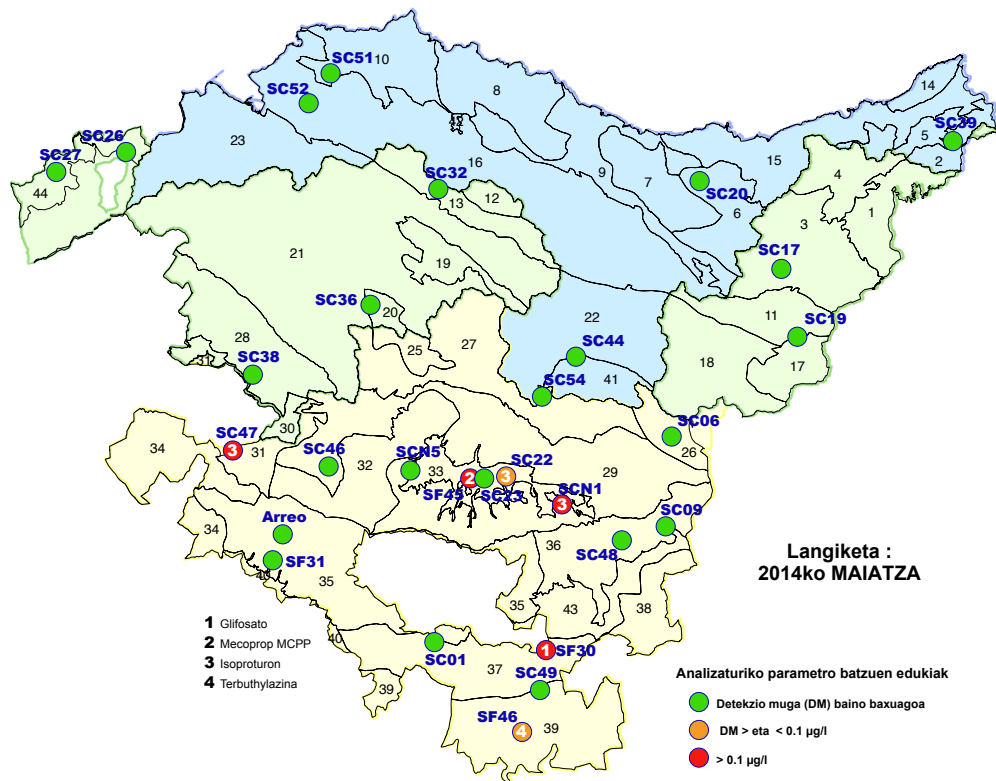 SC51
10
14
SC52
8
SC39
5
SC26
42
23
2
SC27
16
15
4
44
SC32
9
7
SC20
13
12
6
1
3
21
19
SC17
SC36
20
22
11
SC19
28
25
27
SC44
31
18
17
SC38
41
SC54
30
SC47
SC06
34
3
31
26
SC46
32
SCN5
33
SC22
29
2
3
SF45
SC23
SCN1
3
SC09
34
Arreo
36
SC48
SF31
40
35
35
43
38
Langiketa :
2014ko MAIATZA
1 Glifosato
2 Mecoprop MCPP
3 Isoproturon
4 Terbuthylazina
40
SC01
1
SF30
37
SC49
39
SF46
4
39
Analizaturiko parametro batzuen edukiak
Detekzio muga (DM) baino baxuagoa
DM > eta < 0.1 µg/l
> 0.1 µg/l